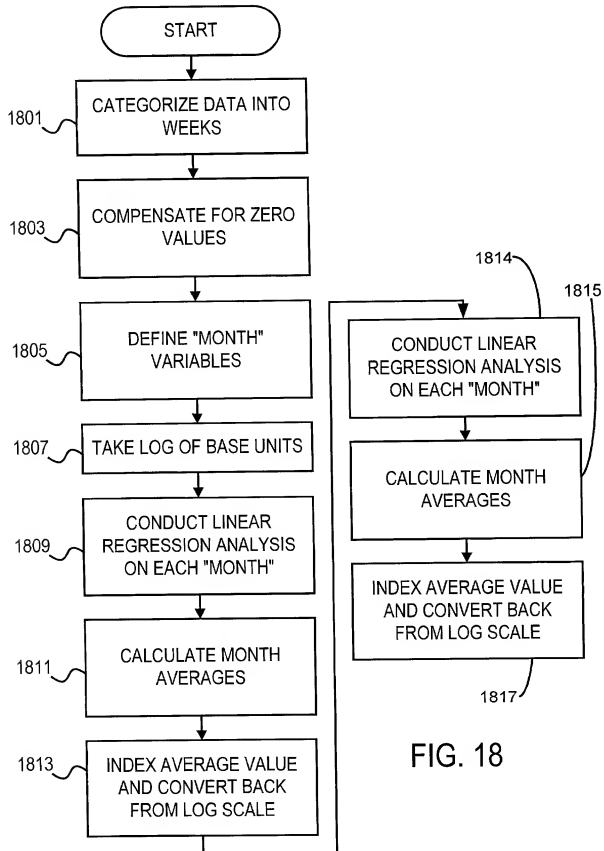 START
1801
CATEGORIZE DATA INTO
WEEKS
1803
COMPENSATE FOR ZERO
VALUES
1805
DEFINE "MONTH"
VARIABLES
1807
TAKE LOG OF BASE UNITS
1809
CONDUCT LINEAR
REGRESSION ANALYSIS
ON EACH "MONTH"
1811
CALCULATE MONTH
AVERAGES
1813
INDEX AVERAGE VALUE
AND CONVERT BACK
FROM LOG SCALE
1814
CONDUCT LINEAR
REGRESSION ANALYSIS
ON EACH "MONTH"
1815
CALCULATE MONTH
AVERAGES
INDEX AVERAGE VALUE
AND CONVERT BACK
FROM LOG SCALE
1817
FIG. 18